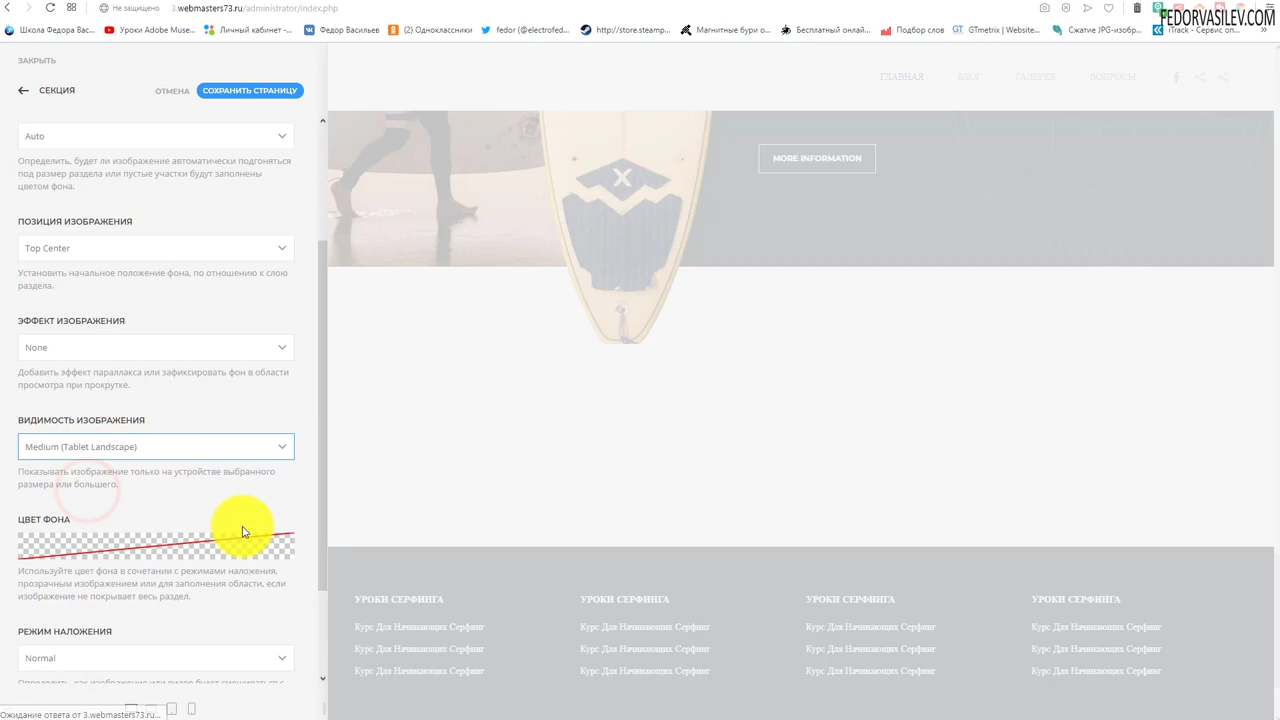 Не защищено
3.webmasters73.ru/administrator/index.php
FEDORVASILEV.COM
Школа Федора Вас...
Уроки Adobe Muse...
Личный кабинет -...
Федор Васильев
(2) Одноклассники
fedor (@electrofed...
http://store.steamp...
Магнитные бури о...
Бесплатный онлай...
Подбор слов
GTmetrix | Website...
Сжатие JPG-изобр...
iTrack - Сервис оп...
ЗАКРЫТЬ
СЕКЦИЯ
ОТМЕНА
СОХРАНИТЬ СТРАНИЦУ
Auto
Определить, будет ли изображение автоматически подгоняться
под размер раздела или пустые участки будут заполнены
цветом фона.
ПОЗИЦИЯ ИЗОБРАЖЕНИЯ
Top Center
Установить начальное положение фона, по отношению к слою
раздела.
ЭФФЕКТ ИЗОБРАЖЕНИЯ
None
Добавить эффект параллакса или зафиксировать фон в области
просмотра при прокрутке.
ВИДИМОСТЬ ИЗОБРАЖЕНИЯ
Medium (Tablet Landscape)
Показывать изображение только на устройстве выбранного
размера или большего.
ЦВЕТ ФОНА
Используйте цвет фона в сочетании с режимами наложения,
прозрачным изображением или для заполнения области, если
изображение не покрывает весь раздел.
РЕЖИМ НАЛОЖЕНИЯ
Normal
Определить, как изображение или видео будет смешиваться с
Ожидание ответа от 3.webmasters73.ru...
ГЛАВНАЯ
БЛОГ
ГАЛЕРЕЯ
ВОПРОСЫ
MORE INFORMATION
X
УРОКИ СЕРФИНГА
УРОКИ СЕРФИНГА
УРОКИ СЕРФИНГА
УРОКИ СЕРФИНГА
Курс Для Начинающих Серфинг
Курс Для Начинающих Серфинг
Курс Для Начинающих Серфинг
Курс Для Начинающих Серфинг
Курс Для Начинающих Серфинг
Курс Для Начинающих Серфинг
Курс Для Начинающих Серфинг
Курс Для Начинающих Серфинг
Курс Для Начинающих Серфинг
Курс Для Начинающих Серфинг
Курс Для Начинающих Серфинг
Курс Для Начинающих Серфинг